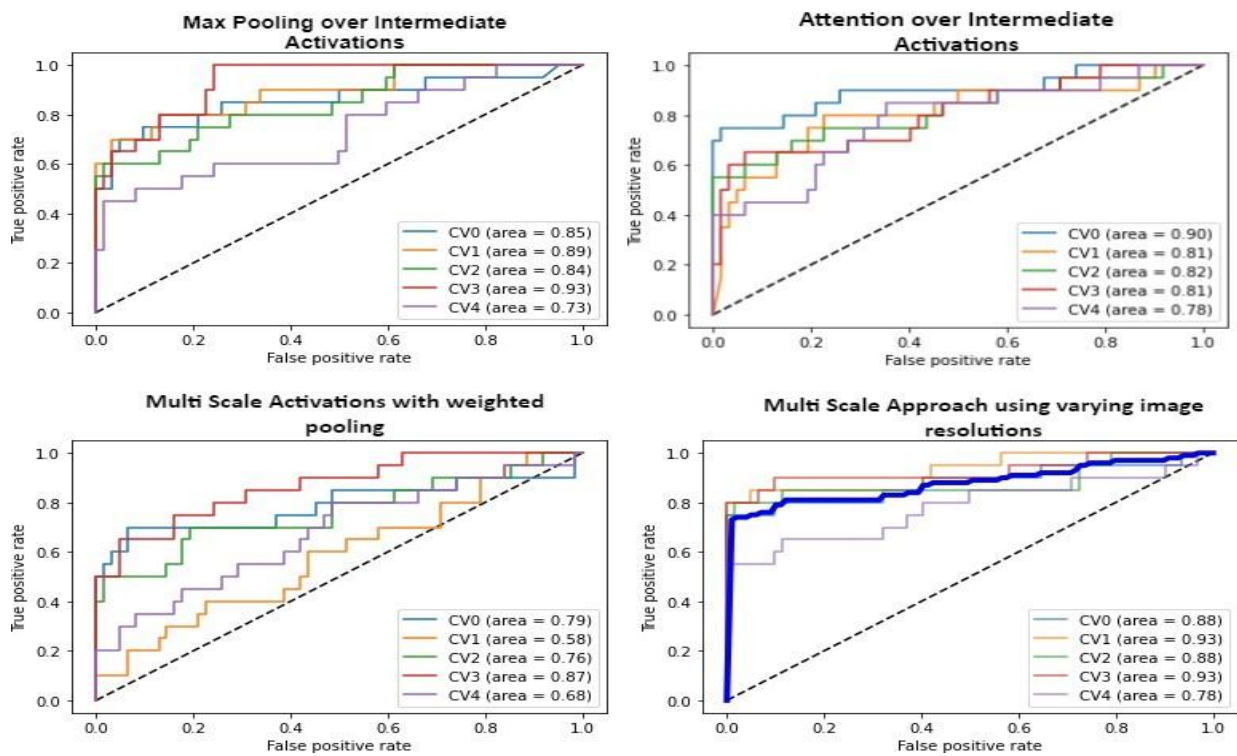 Max Pooling over Intermediate
Activations
1.0
0.8
0.6
0.4
0.2
0.0
True positive rate
CV0 (area = 0.85)
CV1 (area = 0.89)
CV2 (area = 0.84)
CV3 (area = 0.93)
CV4 (area = 0.73)
0.0 0.2 0.4 0.6 0.8 1.0
False positive rate
Attention over Intermediate
Activations
1.0
0.8
0.6
0.4
0.2
0.0
True positive rate
CV0 (area = 0.90)
CV1 (area = 0.81)
CV2 (area = 0.82)
CV3 (area = 0.81)
CV4 (area = 0.78)
0.0 0.2 0.4 0.6 0.8 1.0
False positive rate
Multi Scale Activations with weighted
pooling
1.0
0.8
0.6
0.4
0.2
0.0
True positive rate
CV0 (area = 0.79)
CV1 (area = 0.58)
CV2 (area = 0.76)
CV3 (area = 0.87)
CV4 (area = 0.68)
0.0 0.2 0.4 0.6 0.8 1.0
False positive rate
Multi Scale Approach using varying image
resolutions
1.0
0.8
0.6
0.4
0.2
0.0
True positive rate
CV0 (area = 0.88)
CV1 (area = 0.93)
CV2 (area = 0.88)
CV3 (area = 0.93)
CV4 (area = 0.78)
0.0 0.2 0.4 0.6 0.8 1.0
False positive rate